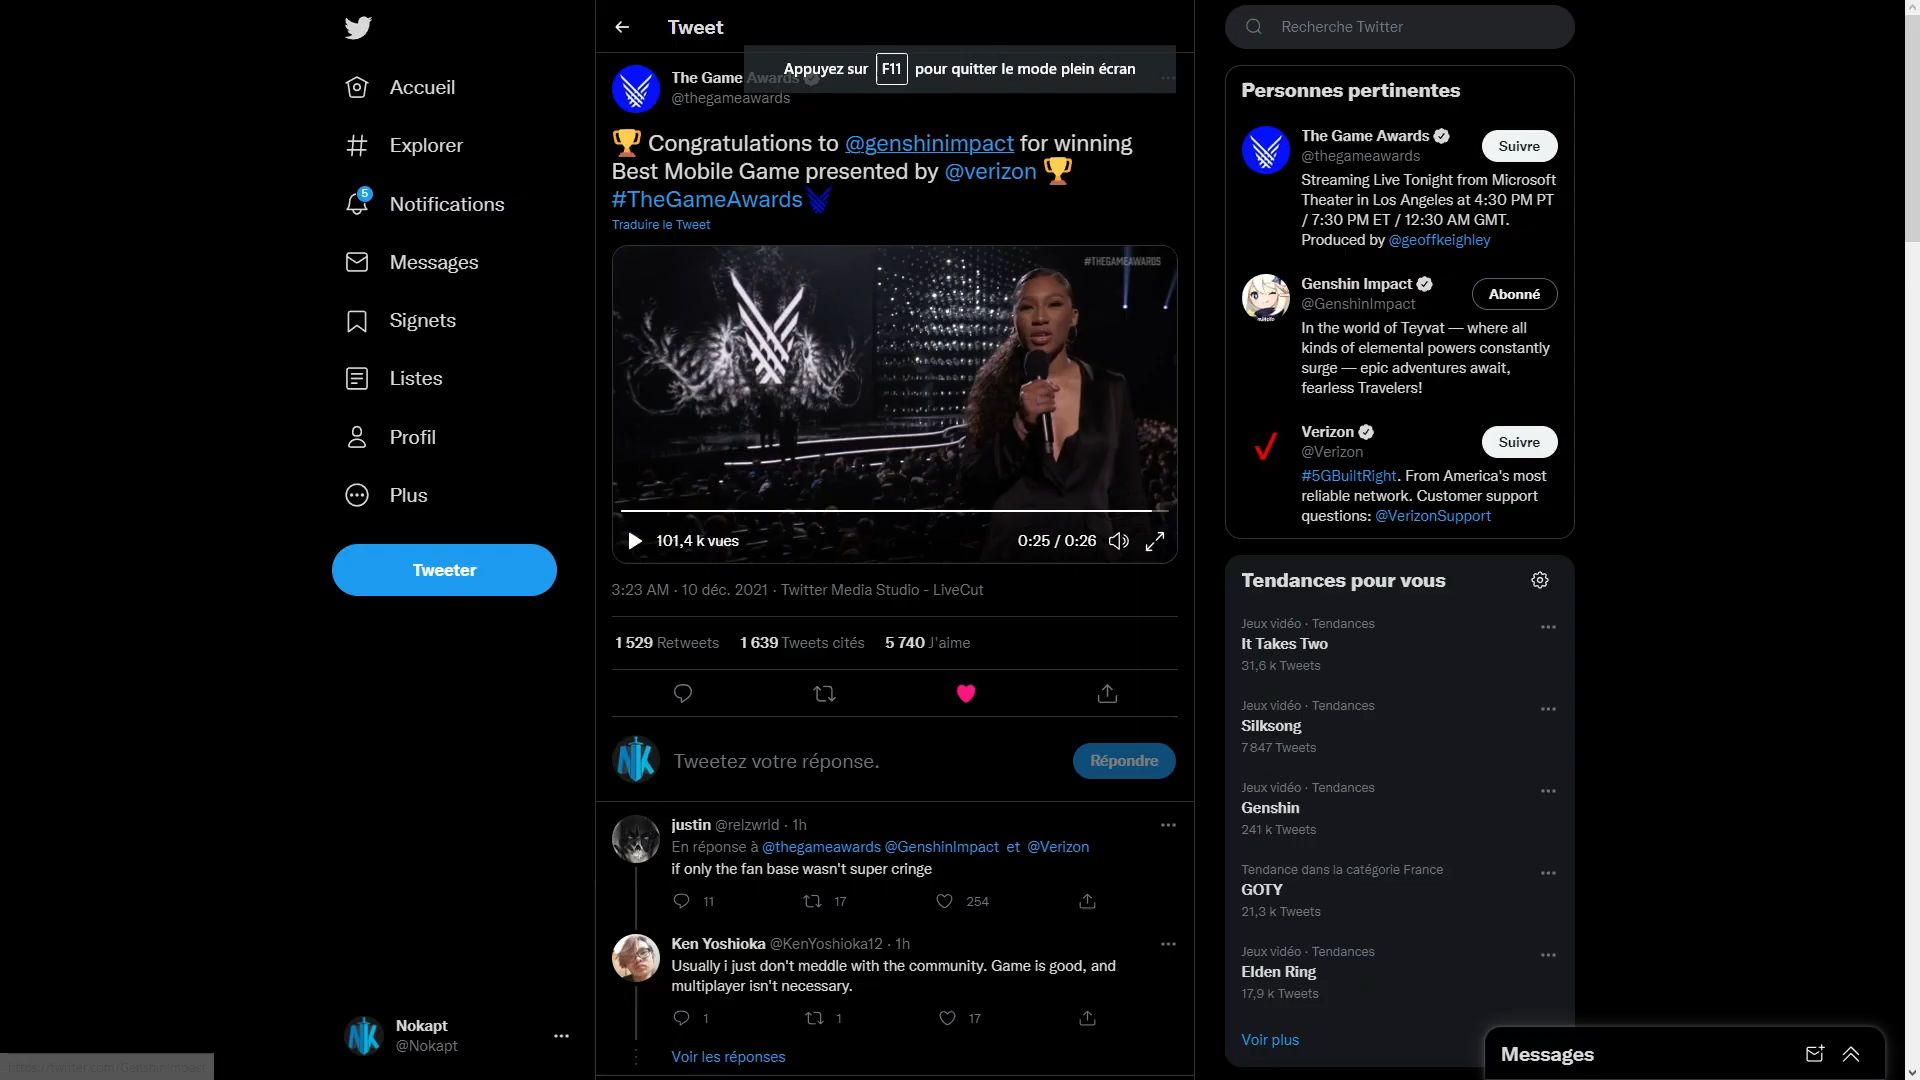 Tweet
Recherche Twitter
Appuyez sur F11 pour quitter le mode plein écran
Accueil
Explorer
5
Notifications
Messages
Signets
Listes
Profil
Plus
Tweeter
Nokapt
@Nokapt
https://twitter.com/GenshinImpact
The Game Awards
@thegameawards
🏆 Congratulations to @genshinimpact for winning
Best Mobile Game presented by @verizon 🏆
#TheGameAwards
Traduire le Tweet
#THEGAMEAWARDS
101,4 k vues
0:25 / 0:26
3:23 AM · 10 déc. 2021 · Twitter Media Studio - LiveCut
1 529 Retweets 1 639 Tweets cités 5 740 J'aime
Tweetez votre réponse.
Répondre
justin @relzwrld · 1h
En réponse à @thegameawards @GenshinImpact et @Verizon
if only the fan base wasn't super cringe
11 17 254
Ken Yoshioka @KenYoshioka12 · 1h
Usually i just don't meddle with the community. Game is good, and
multiplayer isn't necessary.
1 1 17
Voir les réponses
Personnes pertinentes
The Game Awards
@thegameawards
Suivre
Streaming Live Tonight from Microsoft
Theater in Los Angeles at 4:30 PM PT
/ 7:30 PM ET / 12:30 AM GMT.
Produced by @geoffkeighley
Genshin Impact
@GenshinImpact
Abonné
In the world of Teyvat — where all
kinds of elemental powers constantly
surge — epic adventures await,
fearless Travelers!
Verizon
@Verizon
Suivre
#5GBuiltRight. From America's most
reliable network. Customer support
questions: @VerizonSupport
Tendances pour vous
Jeux vidéo · Tendances
It Takes Two
31,6 k Tweets
Jeux vidéo · Tendances
Silksong
7 847 Tweets
Jeux vidéo · Tendances
Genshin
241 k Tweets
Tendance dans la catégorie France
GOTY
21,3 k Tweets
Jeux vidéo · Tendances
Elden Ring
17,9 k Tweets
Voir plus
Messages